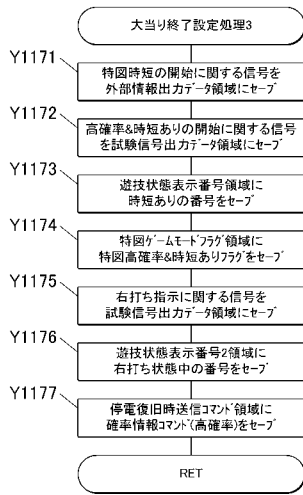 大当り終了設定処理3
Y1171
特図時短の開始に関する信号を
外部情報出力データ領域にセーブ
Y1172
高確率&時短ありの開始に関する信号
を試験信号出力データ領域にセーブ
Y1173
遊技状態表示番号領域に
時短ありの番号をセーブ
Y1174
特図ゲームモードフラグ領域に
特図高確率&時短ありフラグをセーブ
Y1175
右打ち指示に関する信号を
試験信号出力データ領域にセーブ
Y1176
遊技状態表示番号2領域に
右打ち状態中の番号をセーブ
Y1177
停電復旧時送信コマンド領域に
確率情報コマンド(高確率)をセーブ
RET